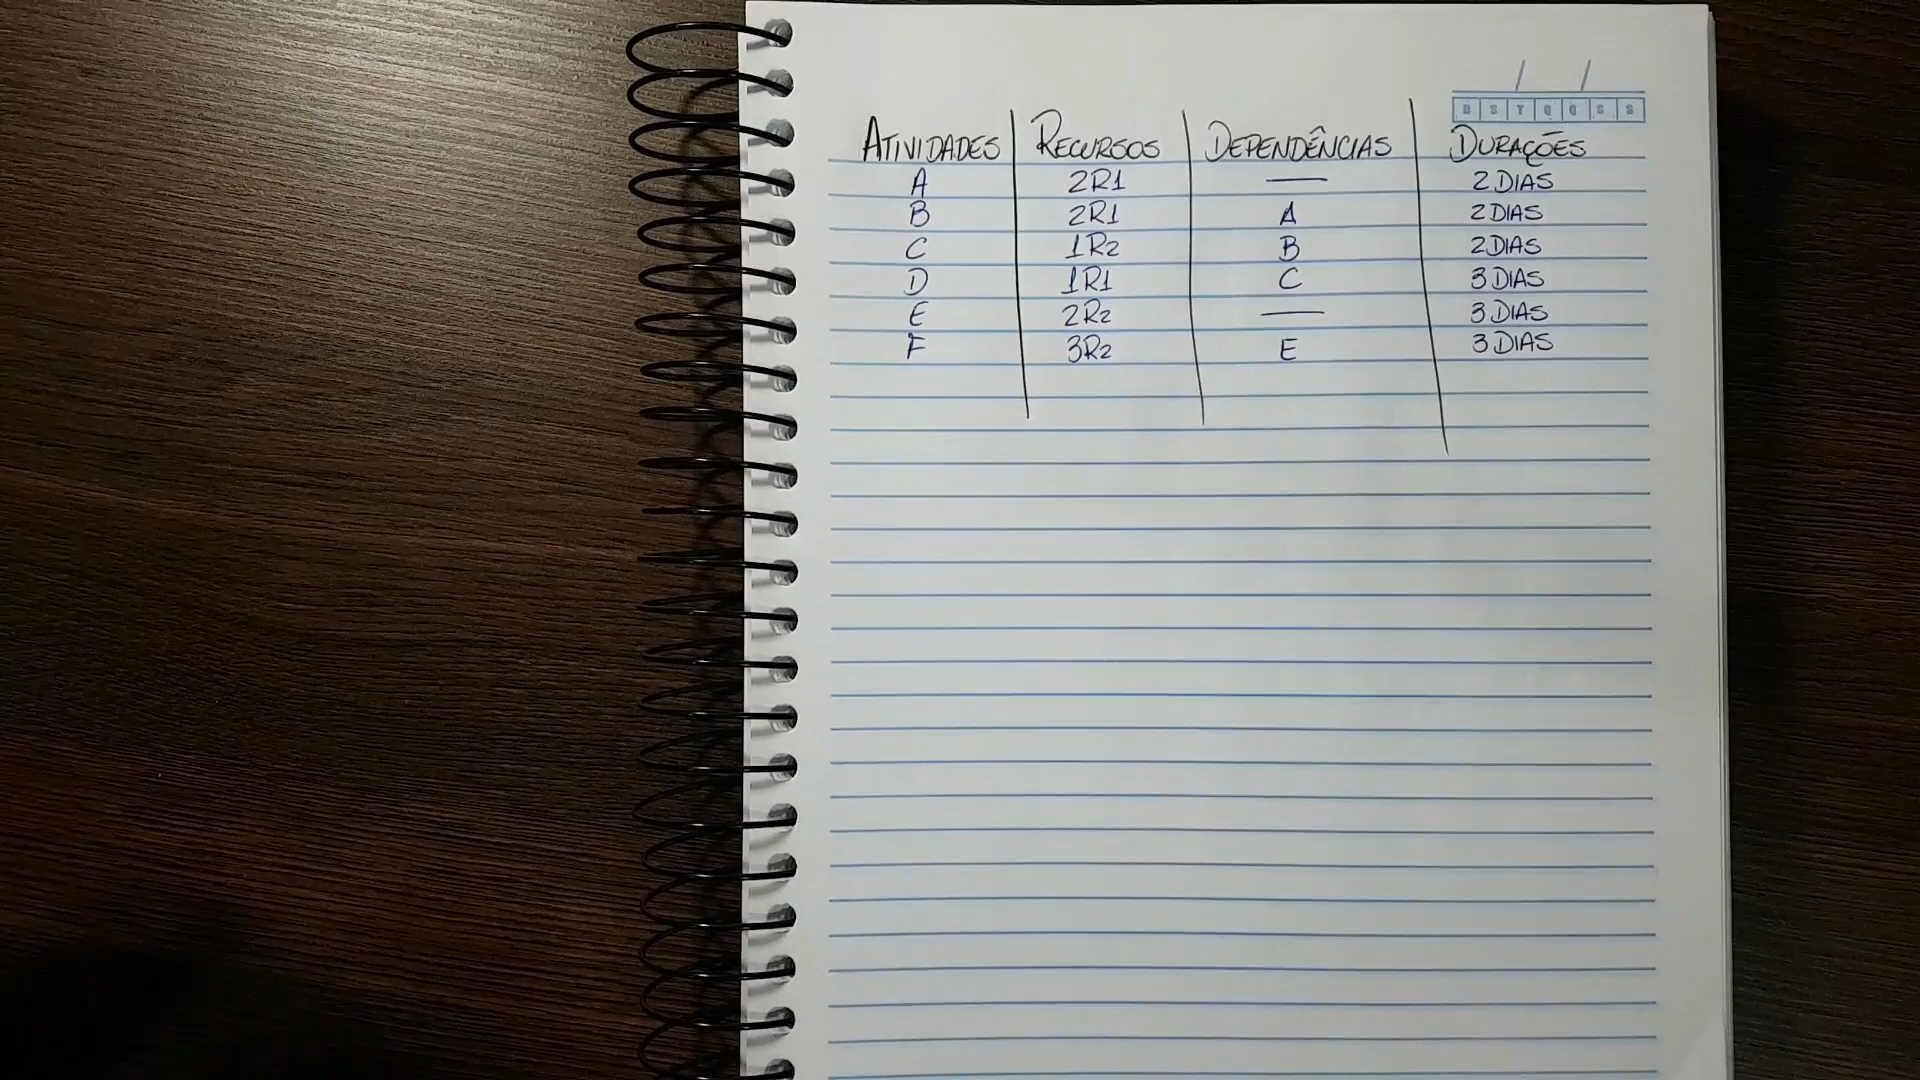 D S T Q Q S S
ATIVIDADES RECURSOS DEPENDÊNCIAS DURAÇÕES
A 2R1 — 2 DIAS
B 2R1 A 2 DIAS
C 1R2 B 2 DIAS
D 1R1 C 3 DIAS
E 2R2 — 3 DIAS
F 3R2 E 3 DIAS